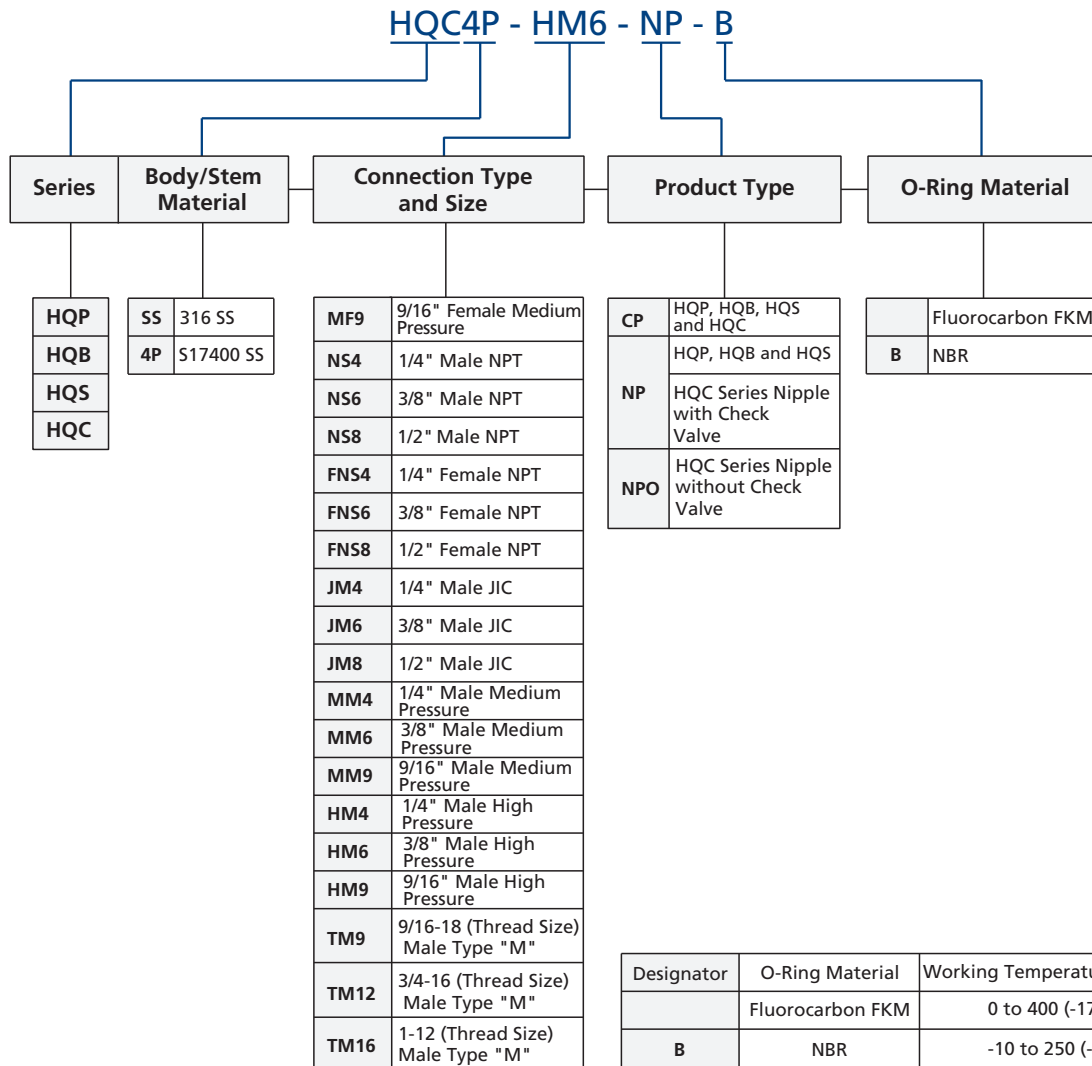 HQC4P - HM6 - NP - B
Series
Body/Stem
Material
Connection Type
and Size
Product Type
O-Ring Material
HQP
HQB
HQS
HQC
SS 316 SS
4P S17400 SS
MF9 9/16" Female Medium
Pressure
NS4 1/4" Male NPT
NS6 3/8" Male NPT
NS8 1/2" Male NPT
FNS4 1/4" Female NPT
FNS6 3/8" Female NPT
FNS8 1/2" Female NPT
JM4 1/4" Male JIC
JM6 3/8" Male JIC
JM8 1/2" Male JIC
MM4 1/4" Male Medium
Pressure
MM6 3/8" Male Medium
Pressure
MM9 9/16" Male Medium
Pressure
HM4 1/4" Male High
Pressure
HM6 3/8" Male High
Pressure
HM9 9/16" Male High
Pressure
TM9 9/16-18 (Thread Size)
Male Type "M"
TM12 3/4-16 (Thread Size)
Male Type "M"
TM16 1-12 (Thread Size)
Male Type "M"
CP HQP, HQB, HQS
and HQC
NP HQP, HQB and HQS
HQC Series Nipple
with Check
Valve
NPO HQC Series Nipple
without Check
Valve
Fluorocarbon FKM
B NBR
Designator O-Ring Material Working
Fluorocarbon FKM 0 to 400
B NBR -10 to 250